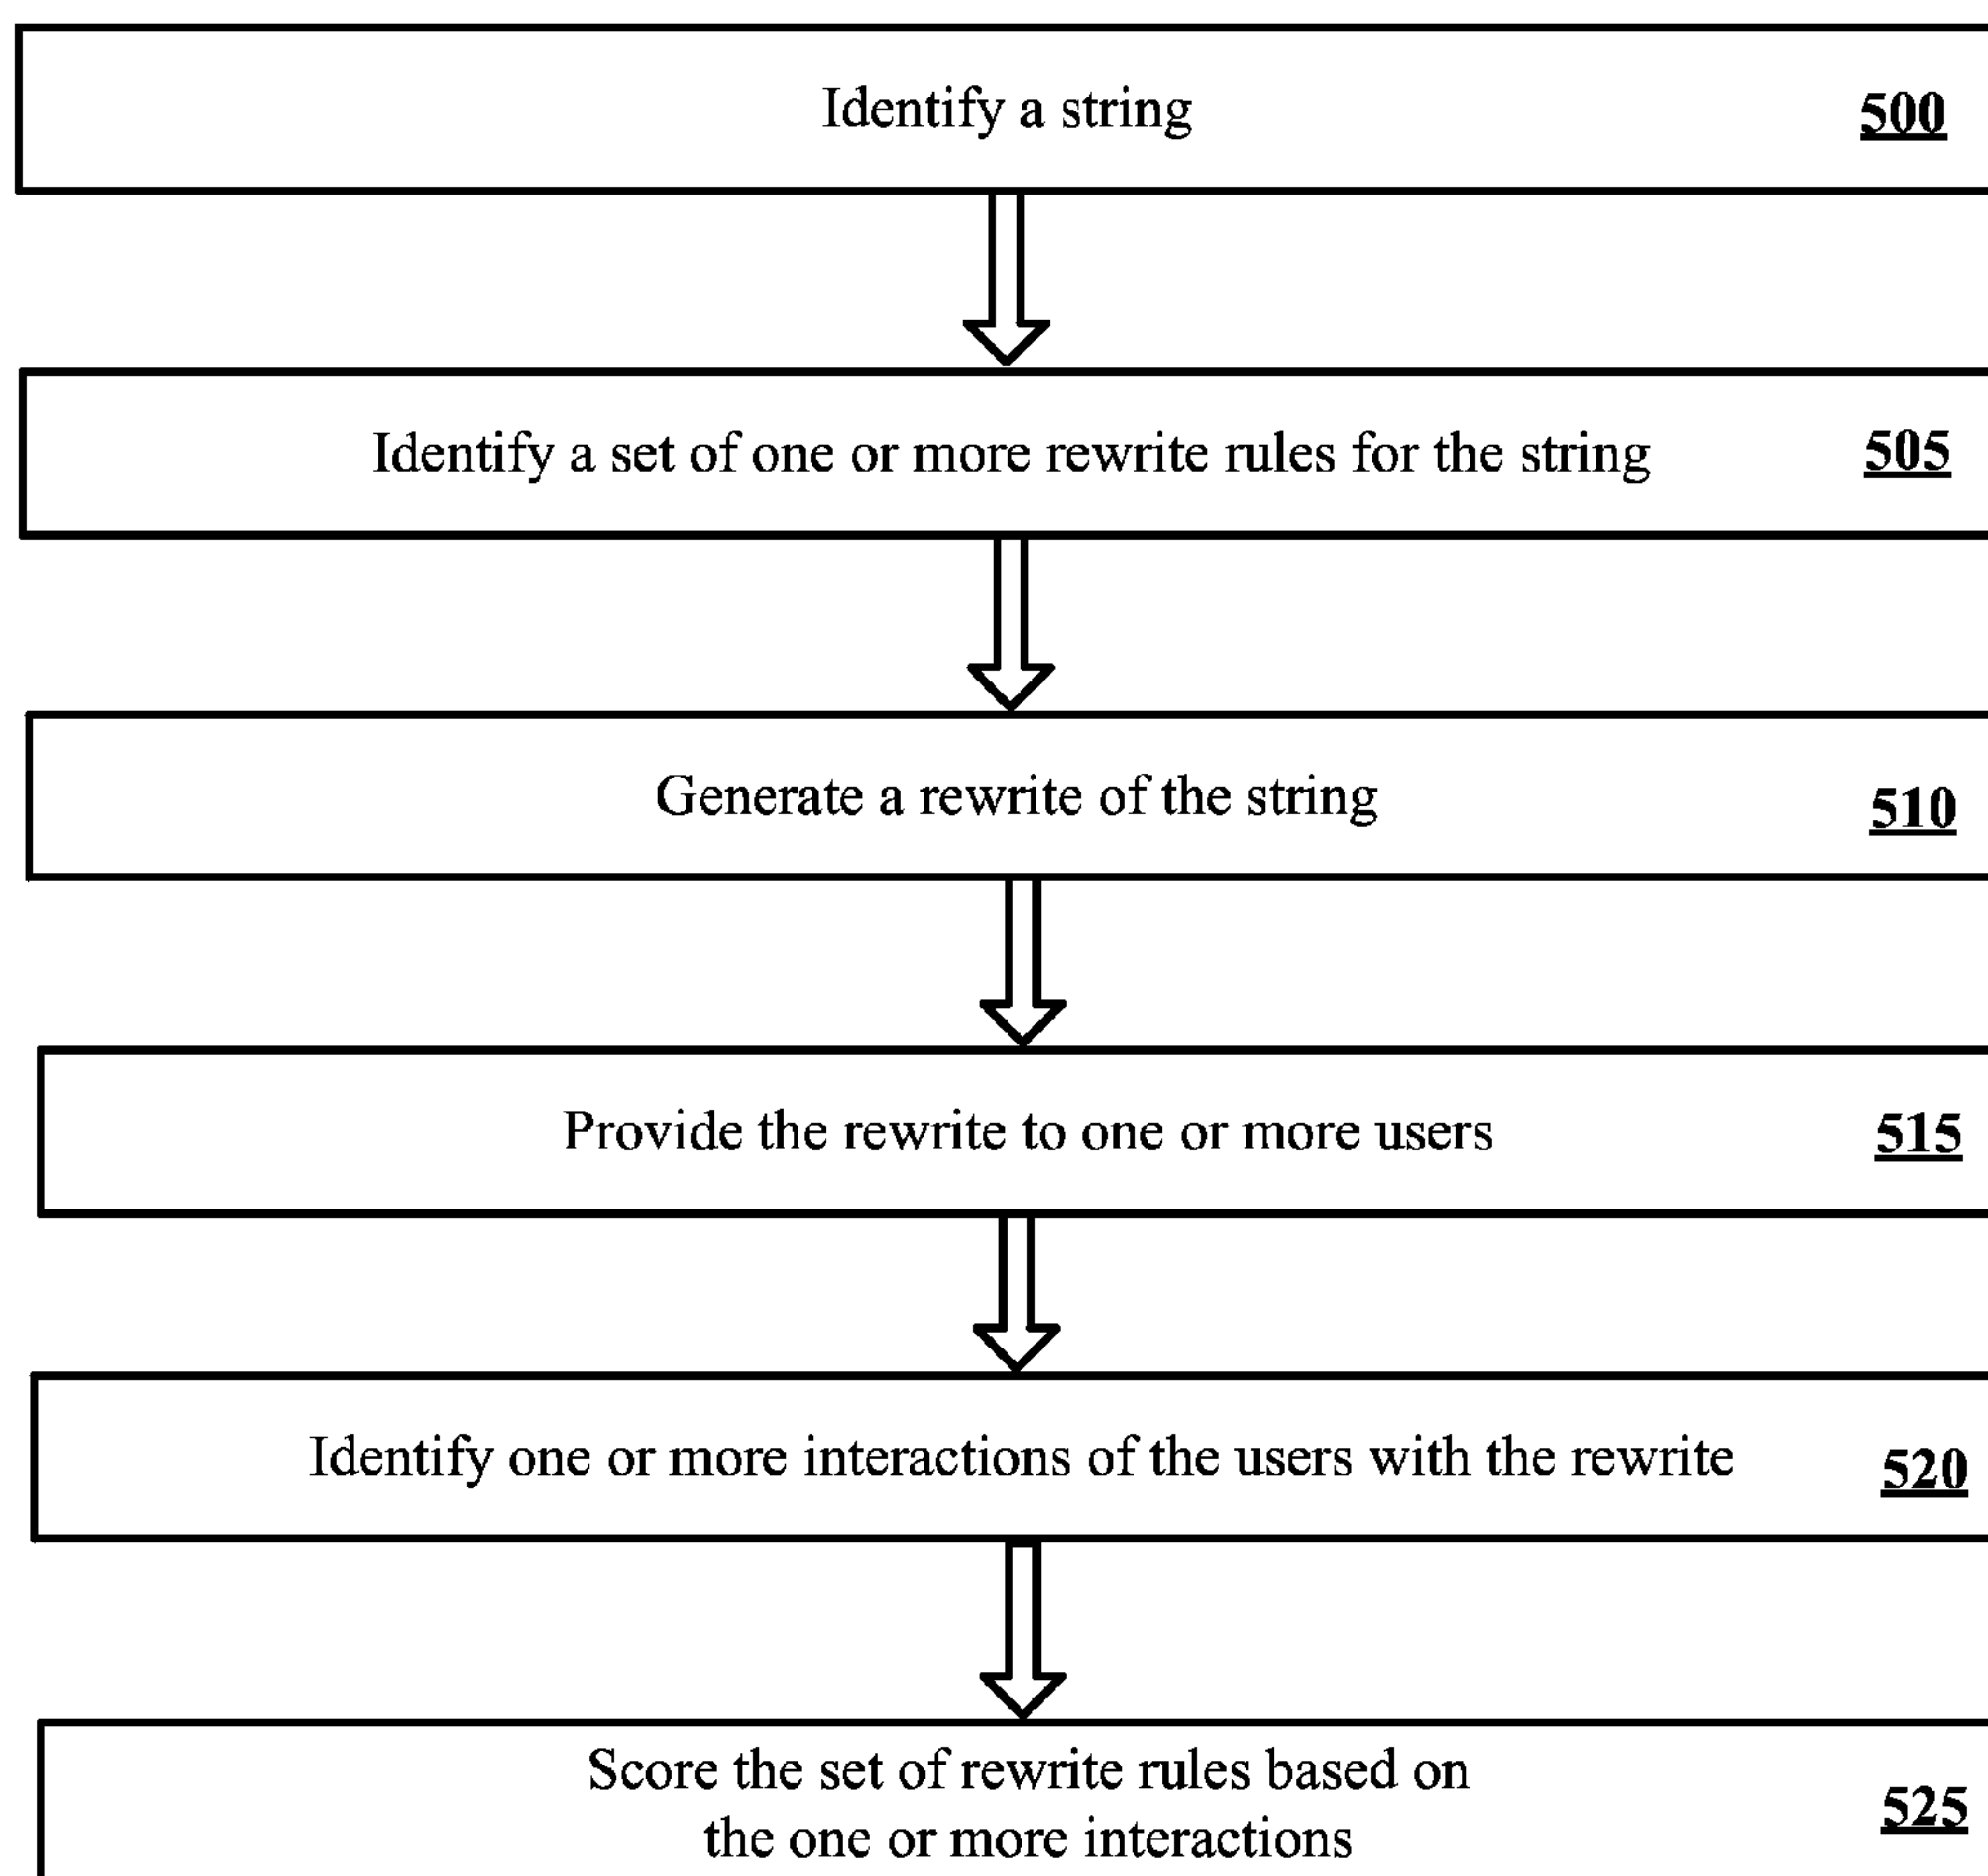 Identify a string 500
Identify a set of one or more rewrite rules for the string 505
Generate a rewrite of the string 510
Provide the rewrite to one or more users 515
Identify one or more interactions of the users with the rewrite 520
Score the set of rewrite rules based on
the one or more interactions 525